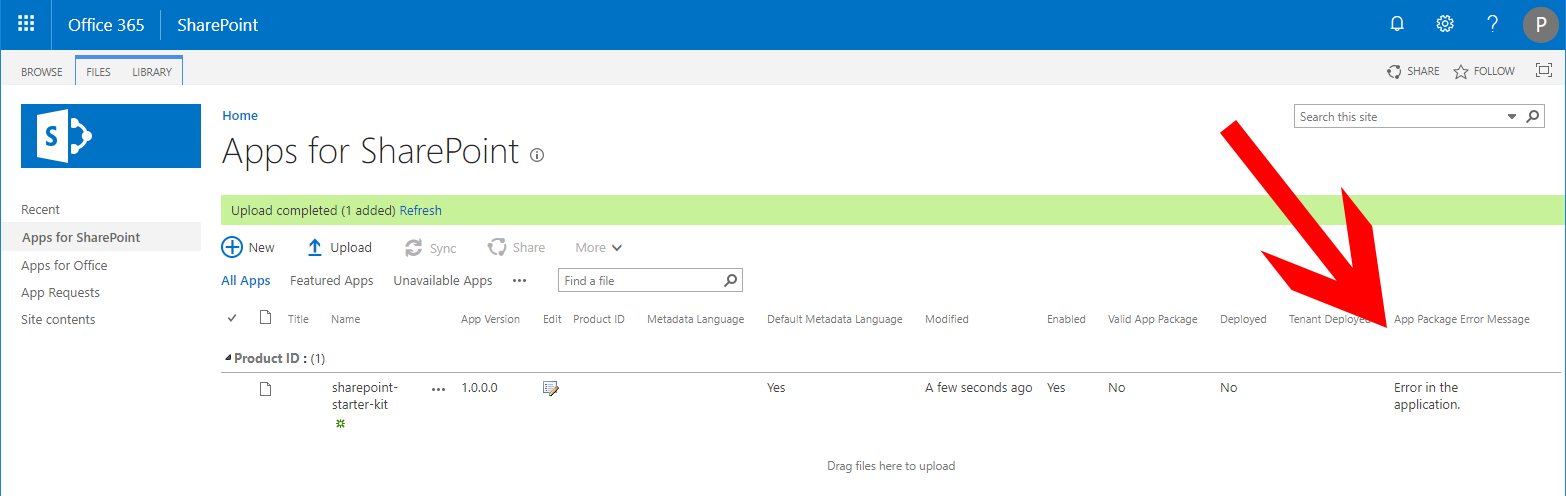 Office 365 SharePoint ? P
BROWSE FILES LIBRARY SHARE FOLLOW
S
Home
Search this site
Apps for SharePoint
Recent
Apps for SharePoint
Apps for Office
App Requests
Site contents
Upload completed (1 added) Refresh
New Upload Sync Share More
All Apps Featured Apps Unavailable Apps ••• Find a file
Title Name App Version Edit Product ID Metadata Language Default Metadata Language Modified Enabled Valid App Package Deployed Tenant Deployed App Package Error Message
Product ID : (1)
sharepoint- ••• 1.0.0.0 Yes A few seconds ago Yes No No Error in the
starter-kit application.
Drag files here to upload